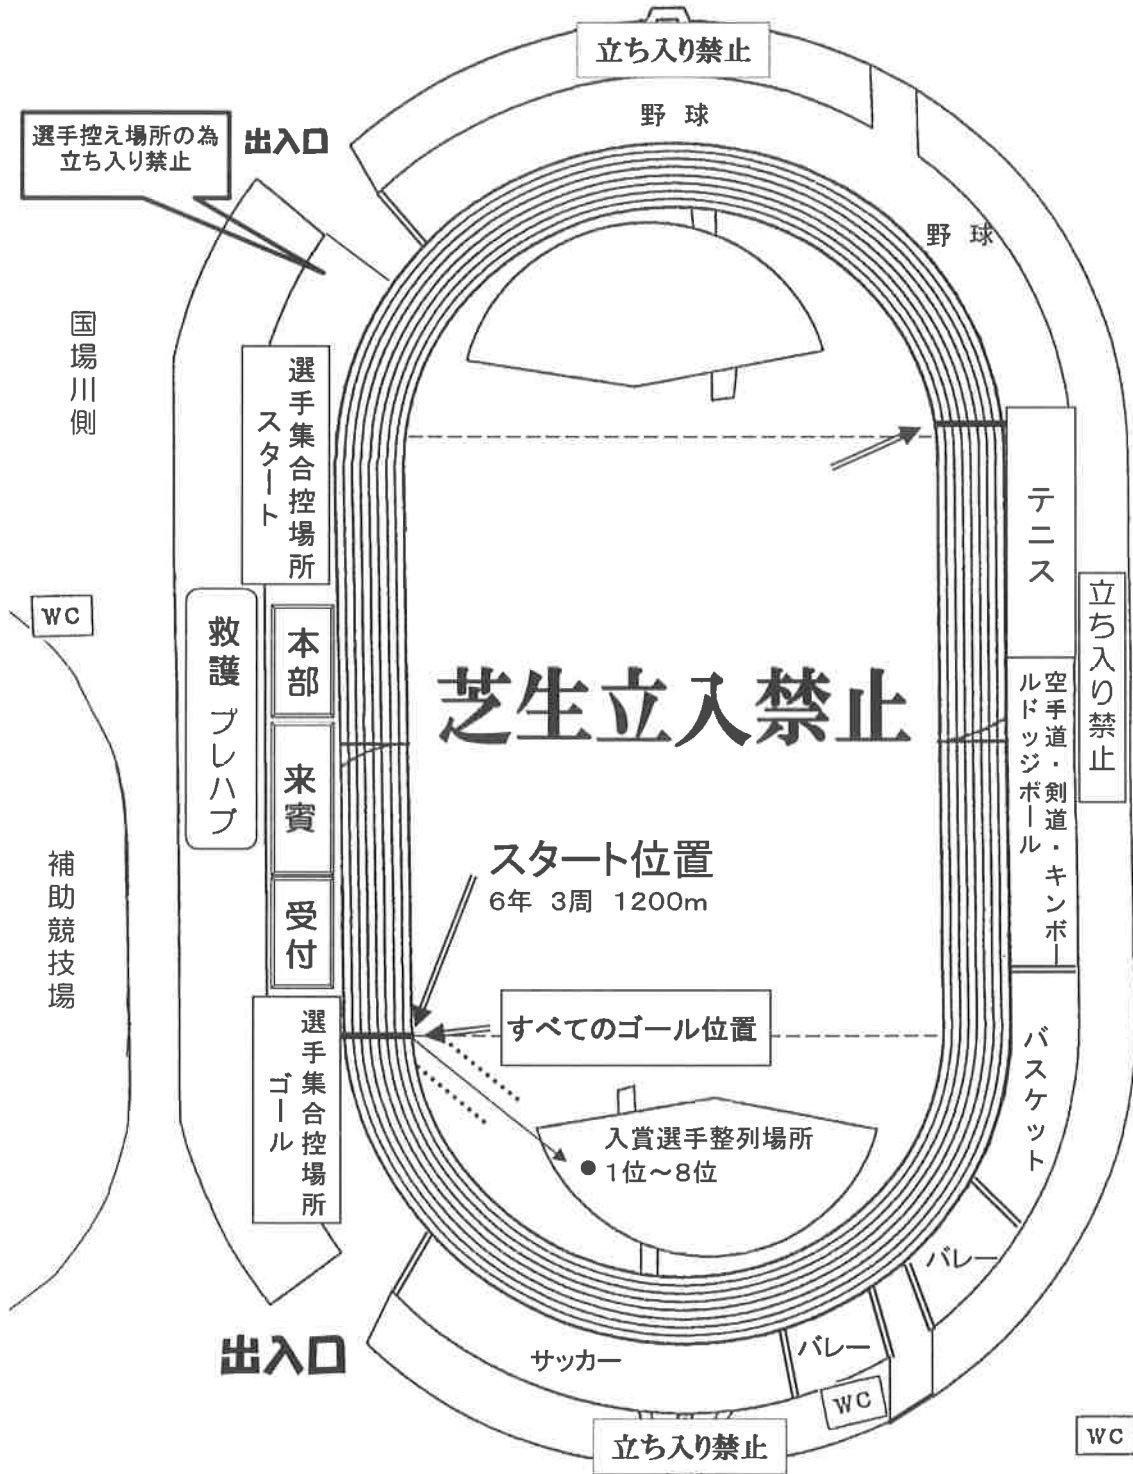 立ち入り禁止
野 球
選手控え場所の為
立ち入り禁止
出入口
野 球
国場川側
選手集合控場所
スタート
テニス
WC
救護 プレハブ
本部
立ち入り禁止
芝生立入禁止
空手道・剣道・キンボー
ルドッジボール
来賓
補助競技場
スタート位置
6年 3周 1200m
受付
すべてのゴール位置
選手集合控場所
ゴール
バスケット
入賞選手整列場所
●1位～8位
バレー
出入口
サッカー
バレー
WC
立ち入り禁止
WC